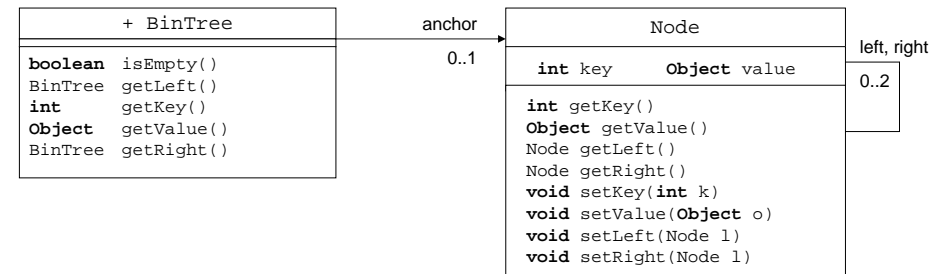 + BinTree
boolean isEmpty()
BinTree getLeft()
int getKey()
Object getValue()
BinTree getRight()
anchor
0..1
Node
int key Object value
int getKey()
Object getValue()
Node getLeft()
Node getRight()
void setKey(int k)
void setValue(Object o)
void setLeft(Node l)
void setRight(Node l)
left, right
0..2